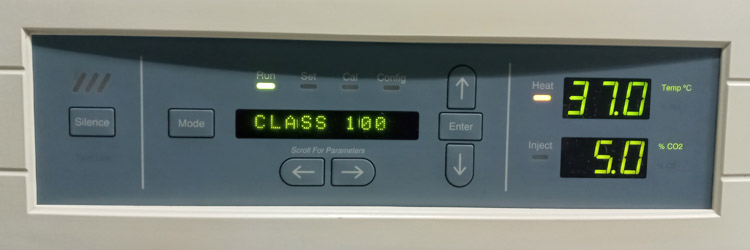 Silence
Mode
Run Set Cal Config
CLASS 100
Scroll For Parameters
Enter
Heat
37.0
Temp ºC
Inject
5.0
% CO2